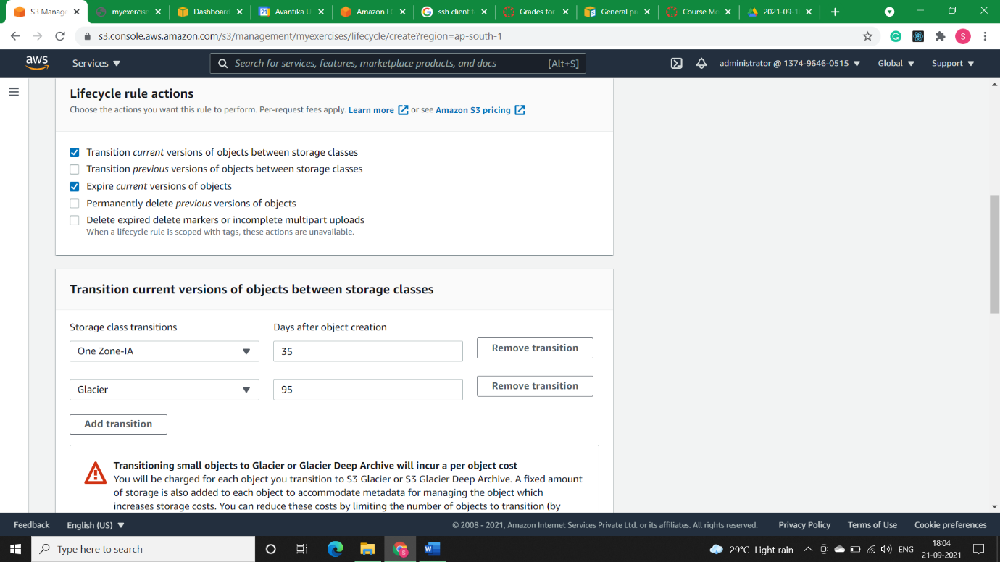 S3 Manag
myexercise
Dashboard
21
Avantika U
Amazon EC
G
ssh client f
Grades for
General pr
Course Mo
2021-09-1
s3.console.aws.amazon.com/s3/management/myexercises/lifecycle/create?region=ap-south-1
S
aws
Services
Search for services, features, marketplace products, and docs
[Alt+S]
administrator @ 1374-9646-0515
Global
Support
Lifecycle rule actions
Choose the actions you want this rule to perform. Per-request fees apply. Learn more or see Amazon S3 pricing
Transition current versions of objects between storage classes
Transition previous versions of objects between storage classes
Expire current versions of objects
Permanently delete previous versions of objects
Delete expired delete markers or incomplete multipart uploads
When a lifecycle rule is scoped with tags, these actions are unavailable.
Transition current versions of objects between storage classes
Storage class transitions
Days after object creation
One Zone-IA
35
Remove transition
Glacier
95
Remove transition
Add transition
Transitioning small objects to Glacier or Glacier Deep Archive will incur a per object cost
You will be charged for each object you transition to S3 Glacier or S3 Glacier Deep Archive. A fixed amount
of storage is also added to each object to accommodate metadata for managing the object which
increases storage costs. You can reduce these costs by limiting the number of objects to transition (by
Feedback
English (US)
© 2008 - 2021, Amazon Internet Services Private Ltd. or its affiliates. All rights reserved.
Privacy Policy
Terms of Use
Cookie preferences
Type here to search
29°C Light rain
ENG
18:04
21-09-2021